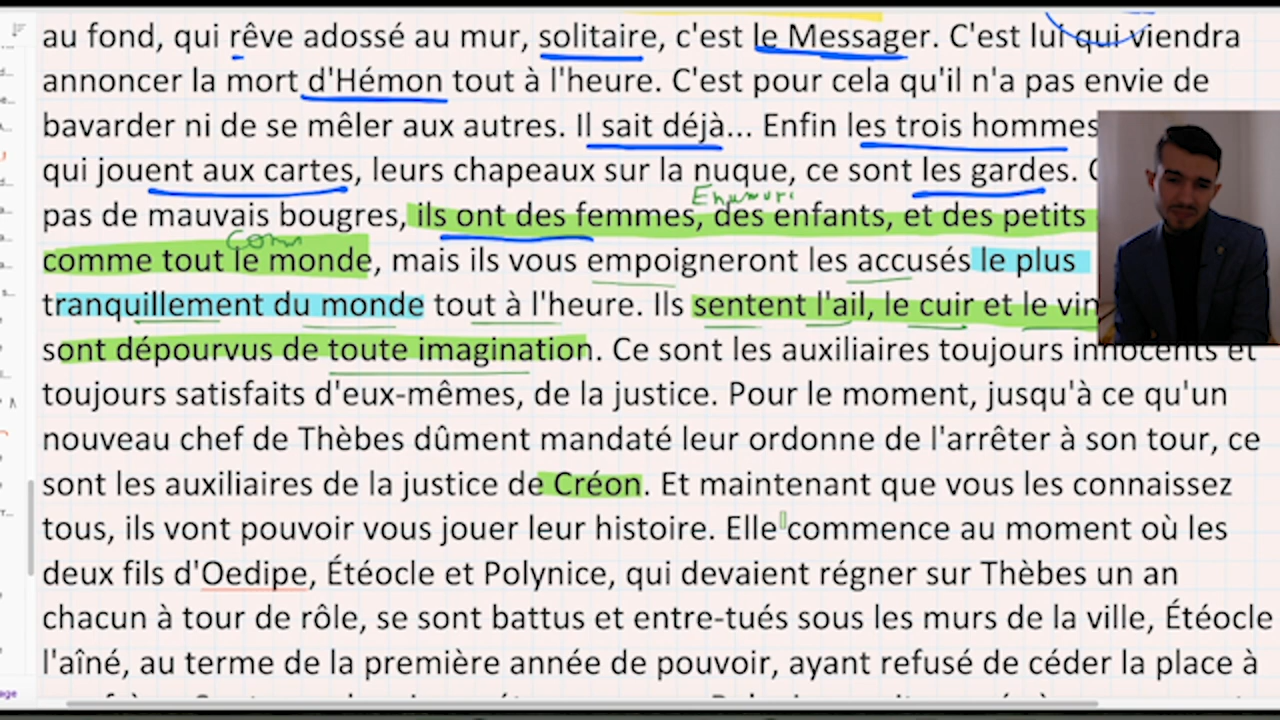 au fond, qui rêve adossé au mur, solitaire, c'est le Messager. C'est lui qui viendra
annoncer la mort d'Hémon tout à l'heure. C'est pour cela qu'il n'a pas envie de
bavarder ni de se mêler aux autres. Il sait déjà... Enfin les trois hommes
qui jouent aux cartes, leurs chapeaux sur la nuque, ce sont les gardes.
pas de mauvais bougres, ils ont des femmes, des enfants, et des petits
comme tout le monde, mais ils vous empoigneront les accusés le plus
tranquillement du monde tout à l'heure. Ils sentent l'ail, le cuir et le vin
sont dépourvus de toute imagination. Ce sont les auxiliaires toujours innocents et
toujours satisfaits d'eux-mêmes, de la justice. Pour le moment, jusqu'à ce qu'un
nouveau chef de Thèbes dûment mandaté leur ordonne de l'arrêter à son tour, ce
sont les auxiliaires de la justice de Créon. Et maintenant que vous les connaissez
tous, ils vont pouvoir vous jouer leur histoire. Elle commence au moment où les
deux fils d'Oedipe, Étéocle et Polynice, qui devaient régner sur Thèbes un an
chacun à tour de rôle, se sont battus et entre-tués sous les murs de la ville, Étéocle
l'aîné, au terme de la première année de pouvoir, ayant refusé de céder la place à